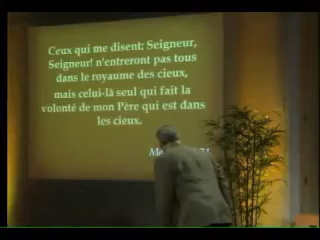 Ceux qui me disent: Seigneur,
Seigneur! n'entreront pas tous
dans le royaume des cieux,
mais celui-là seul qui fait la
volonté de mon Père qui est dans
les cieux.